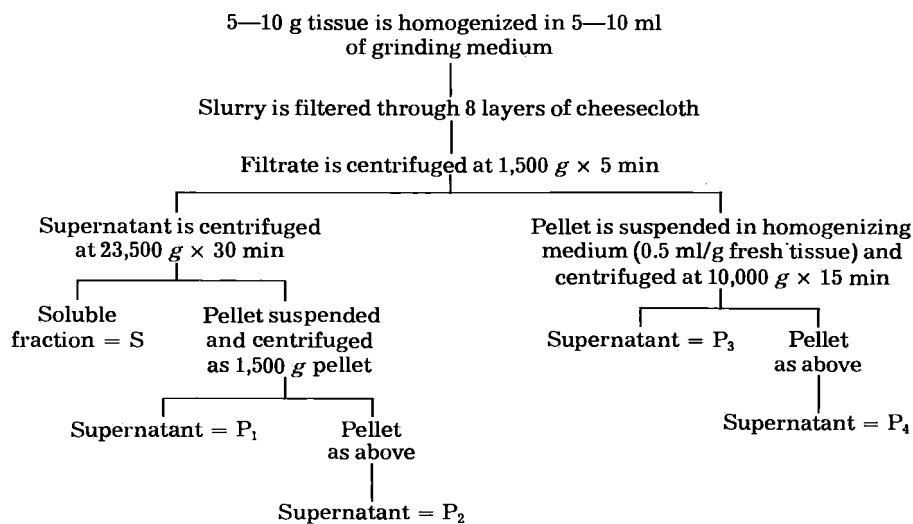 5—10 g tissue is homogenized in 5—10 ml
of grinding medium
Slurry is filtered through 8 layers of cheesecloth
Filtrate is centrifuged at 1,500 g × 5 min
Supernatant is centrifuged
at 23,500 g × 30 min
Pellet is suspended in homogenizing
medium (0.5 ml/g fresh tissue) and
centrifuged at 10,000 g × 15 min
Soluble
fraction = S
Pellet suspended
and centrifuged
as 1,500 g pellet
Supernatant = P₃
Pellet
as above
Supernatant = P₁
Pellet
as above
Supernatant = P₄
Supernatant = P₂